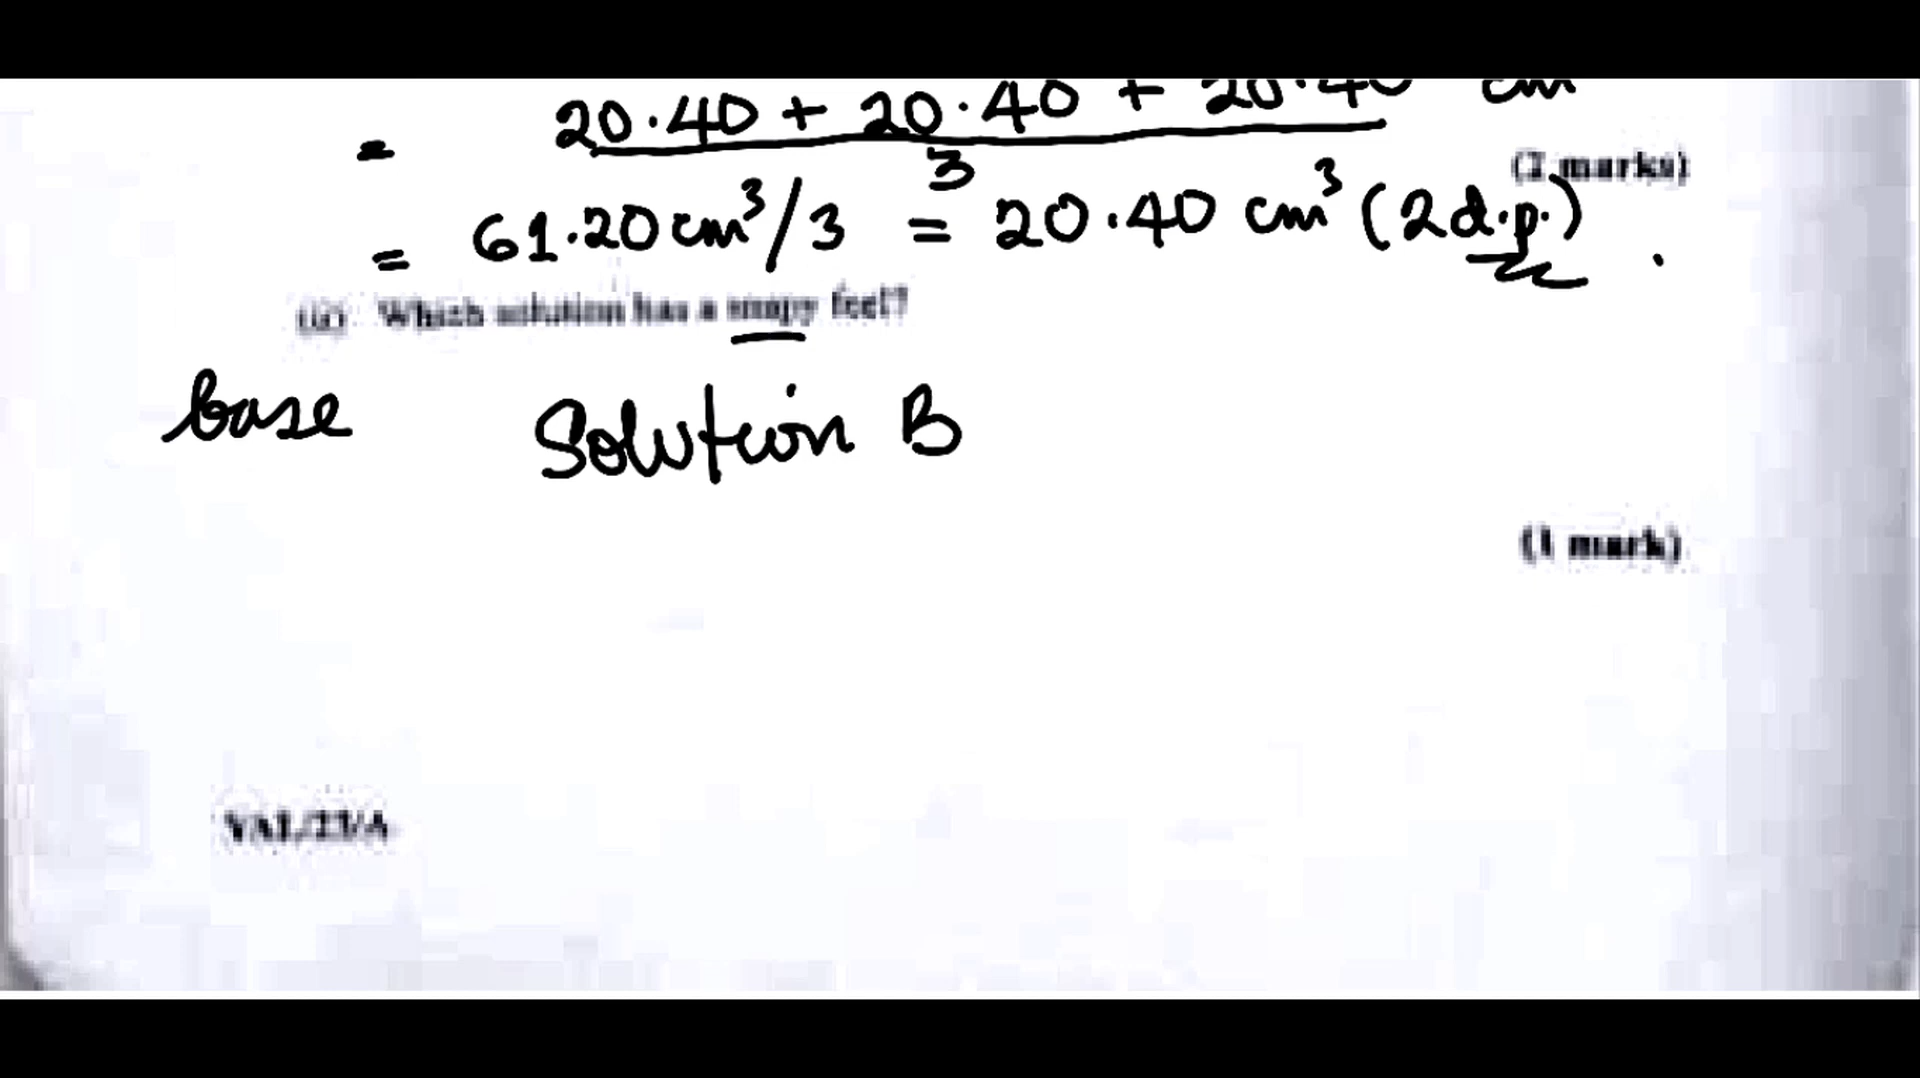 = 20.40 + 20.40 + 20.40 cm
3
(2 marks)
= 61.20 cm³/3 = 20.40 cm³ (2d.p.).
(ii) Which solution has a soapy feel?
base Solution B
(1 mark)
VAL/23/A